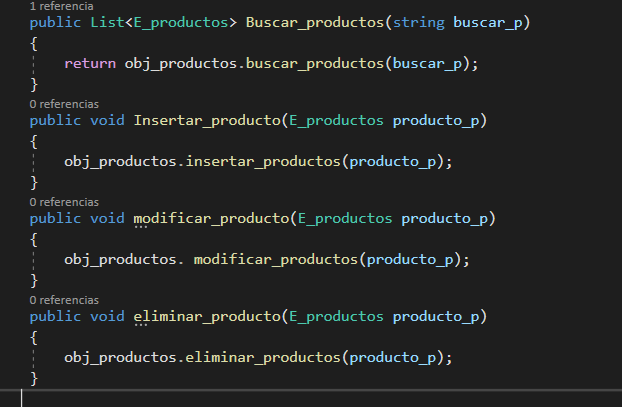 1 referencia
public List<E_productos> Buscar_productos(string buscar_p)
{
return obj_productos.buscar_productos(buscar_p);
}
0 referencias
public void Insertar_producto(E_productos producto_p)
{
obj_productos.insertar_productos(producto_p);
}
0 referencias
public void modificar_producto(E_productos producto_p)
{
obj_productos. modificar_productos(producto_p);
}
0 referencias
public void eliminar_producto(E_productos producto_p)
{
obj_productos.eliminar_productos(producto_p);
}